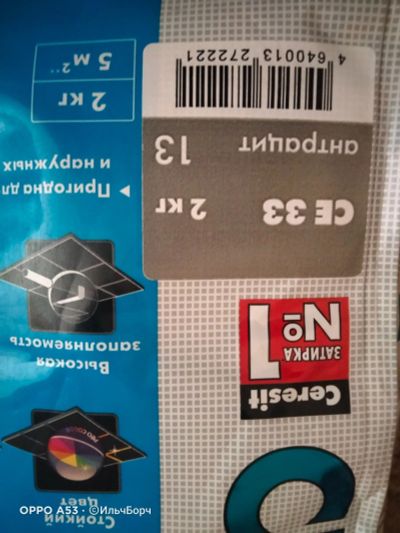 Стойкий
цвет
Высокая
заполняемость
▸ Пригодна для
и наружных
2 кг
5 м²**
Ceresit
№1
ЗАТИРКА
CE 33 2 кг
антрацит 13
4 640013 272221
OPPO A53 · ©ИльчБорч